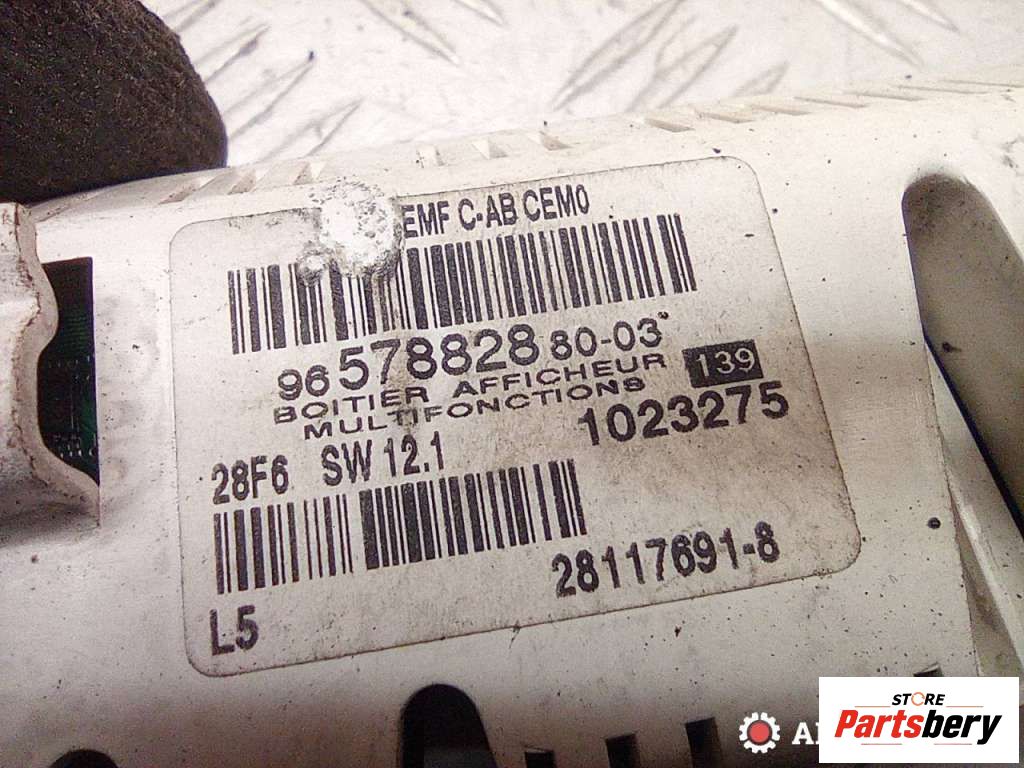 EMF C-AB CEM0
96 578828 80-03
BOITIER AFFICHEUR
MULTIFONCTIONS
139
1023275
28F6 SW 12.1
28117691-8
L5
STORE
Partsbery